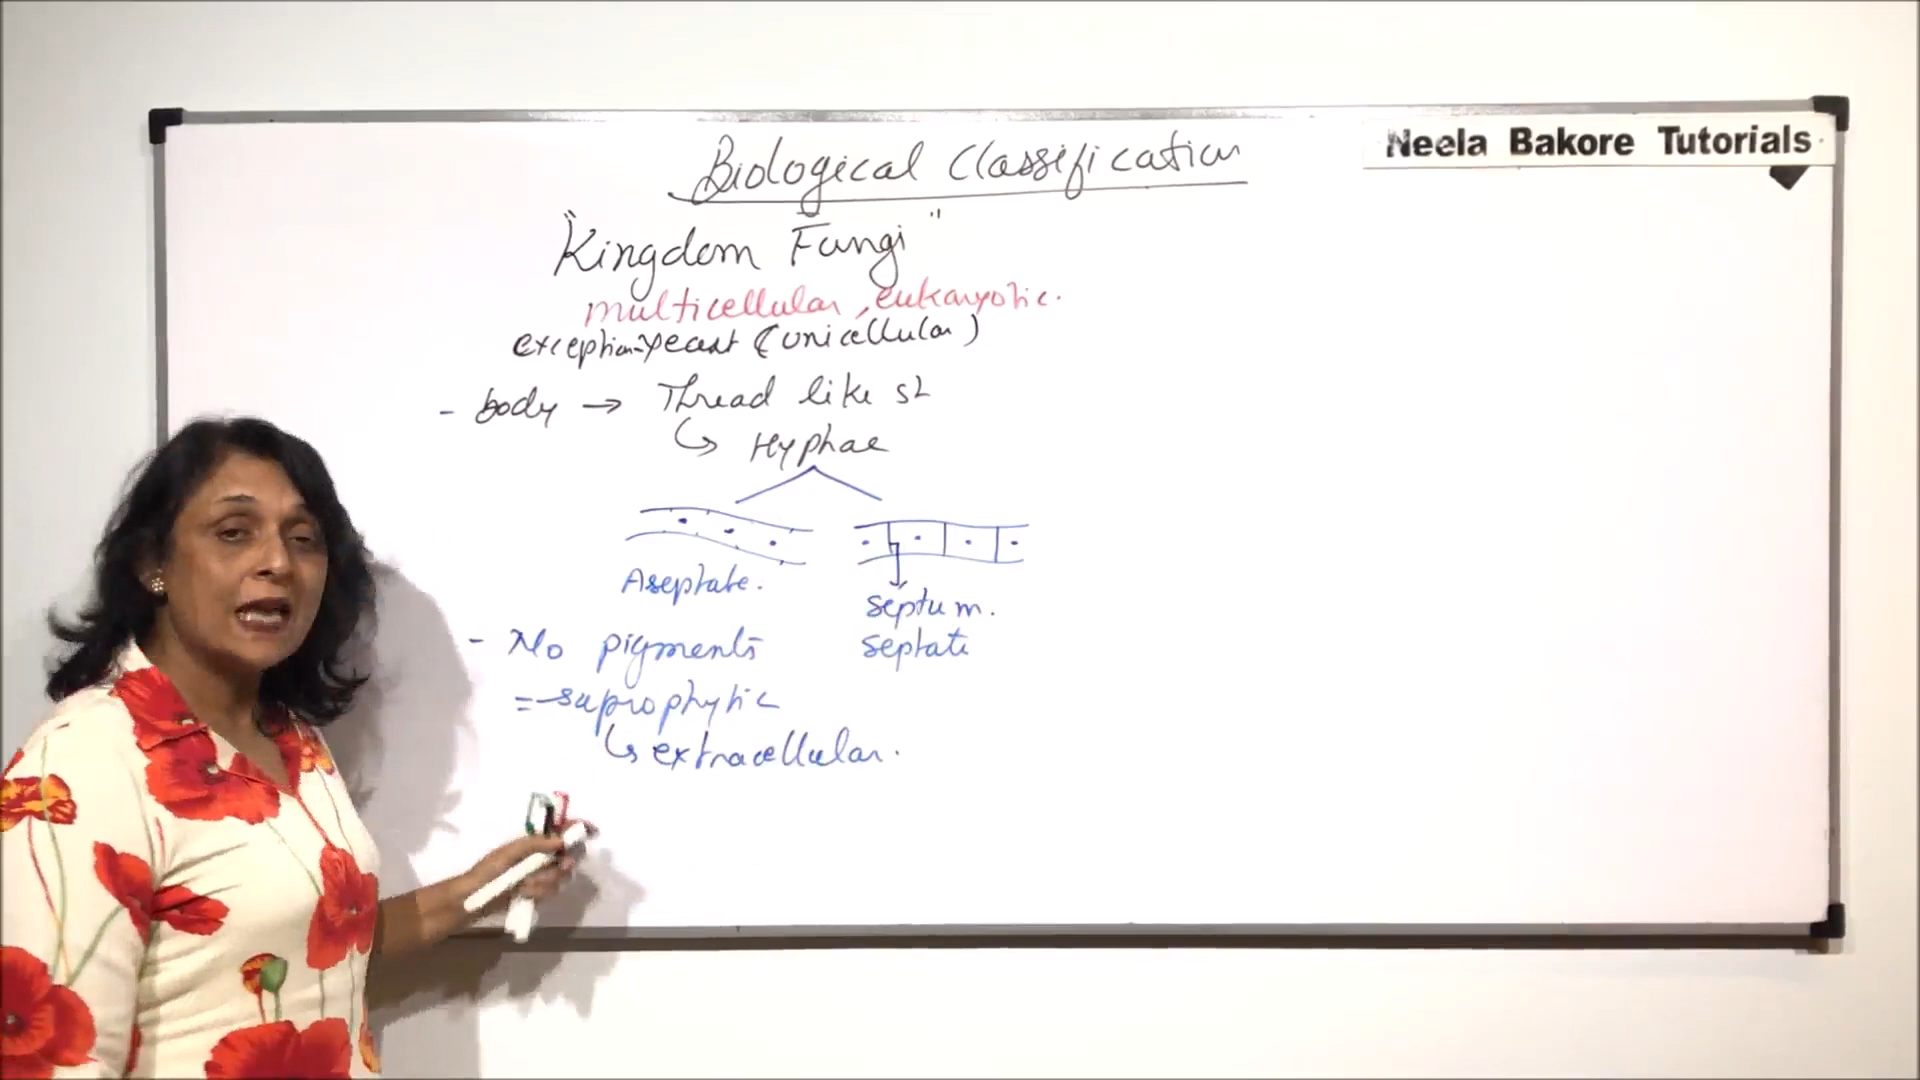 Neela Bakore Tutorials
Biological Classification
"Kingdom Fungi"
multicellular, eukaryotic.
exception-yeast (unicellular)
- body → Thread like st
↳ Hyphae
Aseptate.
septum.
septate
- No pigments
= saprophytic
↳ extracellular.